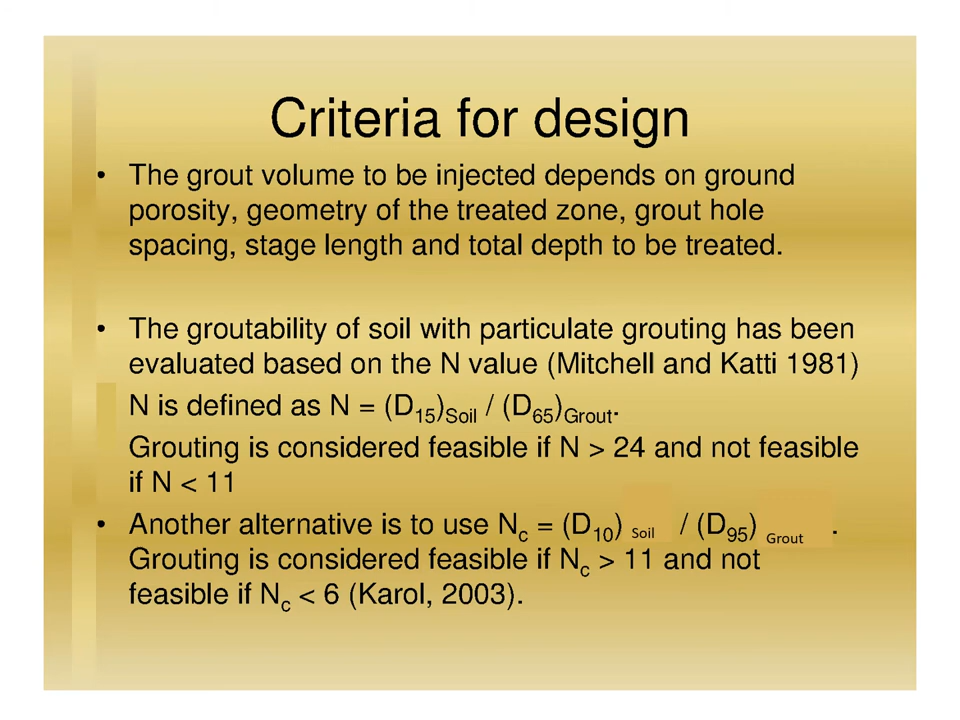 Criteria for design
• The grout volume to be injected depends on ground
porosity, geometry of the treated zone, grout hole
spacing, stage length and total depth to be treated.
• The groutability of soil with particulate grouting has been
evaluated based on the N value (Mitchell and Katti 1981)
N is defined as N = (D15)Soil / (D65)Grout.
Grouting is considered feasible if N > 24 and not feasible
if N < 11
• Another alternative is to use Nc = (D10) Soil / (D95) Grout .
Grouting is considered feasible if Nc > 11 and not
feasible if Nc < 6 (Karol, 2003).